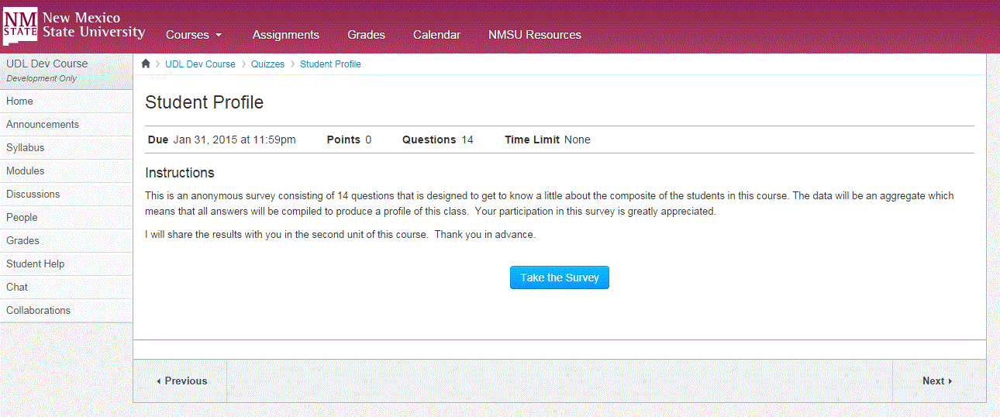 NM
STATE
New Mexico
State University
Courses
Assignments
Grades
Calendar
NMSU Resources
UDL Dev Course
Development Only
Home
Announcements
Syllabus
Modules
Discussions
People
Grades
Student Help
Chat
Collaborations
UDL Dev Course > Quizzes > Student Profile
Student Profile
Due Jan 31, 2015 at 11:59pm Points 0 Questions 14 Time Limit None
Instructions
This is an anonymous survey consisting of 14 questions that is designed to get to know a little about the composite of the students in this course. The data will be an aggregate which
means that all answers will be compiled to produce a profile of this class.  Your participation in this survey is greatly appreciated.
I will share the results with you in the second unit of this course.  Thank you in advance.
Take the Survey
Previous
Next